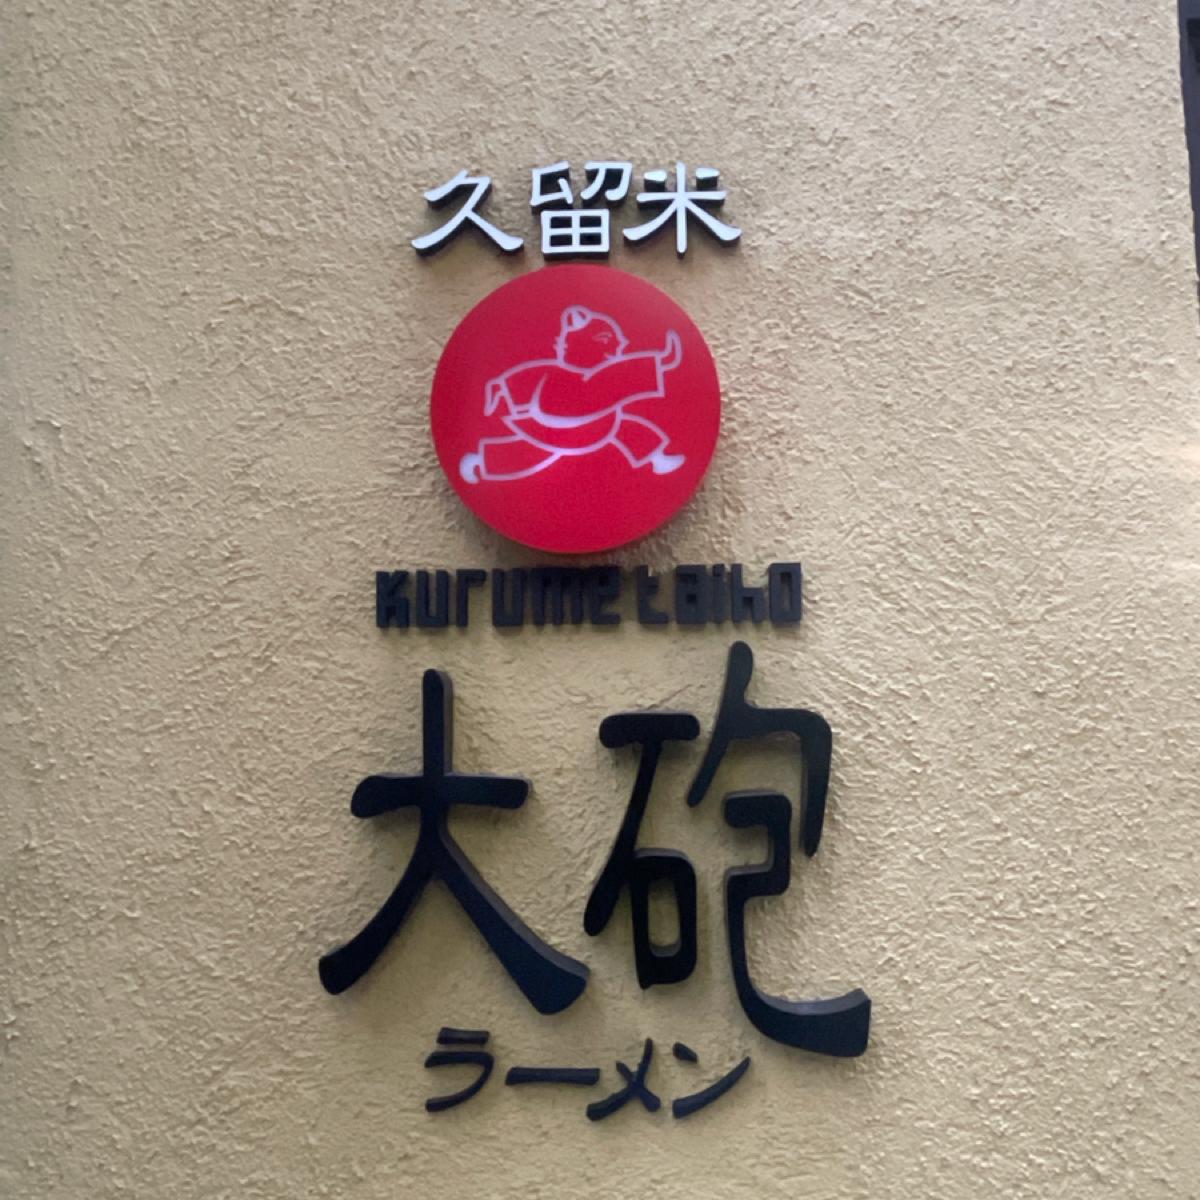 久留米
kurume taiho
大砲
ラーメン